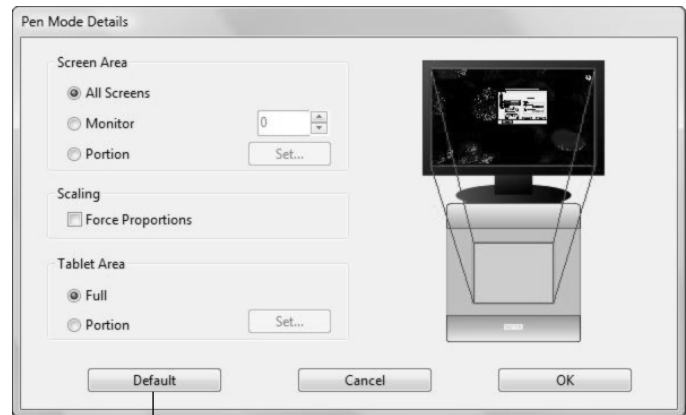 Pen Mode Details
Screen Area
All Screens
Monitor 0
Portion Set...
Scaling
Force Proportions
Tablet Area
Full
Portion Set...
Default Cancel OK